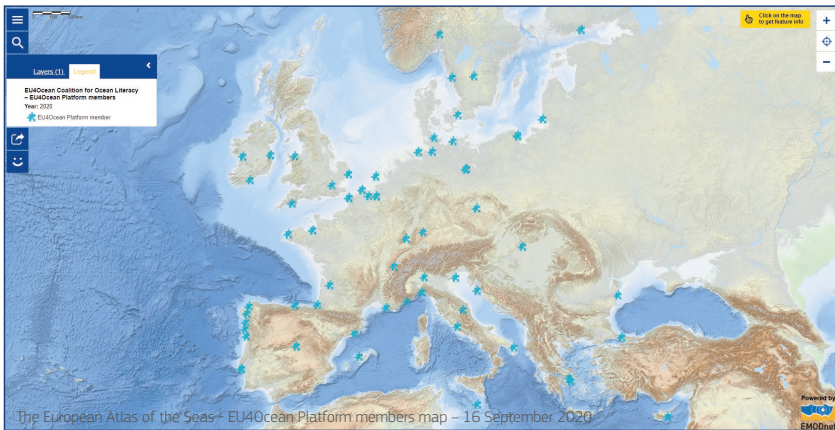 Click on the map
to get feature info
Layers (1)
Legend
EU4Ocean Coalition for Ocean Literacy
– EU4Ocean Platform members
Year: 2020
EU4Ocean Platform member
The European Atlas of the Seas – EU4Ocean Platform members map – 16 September 2020
Powered by
EMODnet